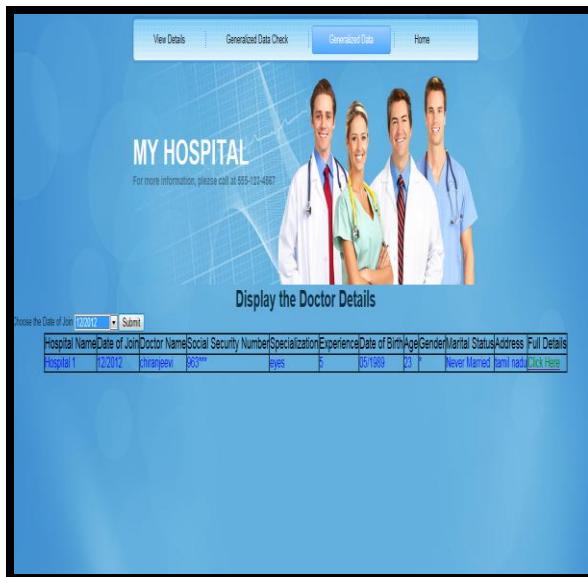 View Details Generalized Data Check Generalized Data Home
MY HOSPITAL
For more information, please call at 555-123-4567
Display the Doctor Details
Choose the Date of Join 12/2012 Submit
Hospital Name Date of Join Doctor Name Social Security Number Specialization Experience Date of Birth Age Gender Marital Status Address Full Details
Hospital 1 12/2012 chiranjeevi 963*** eyes 5 05/1989 23 * Never Married tamil nadu Click Here